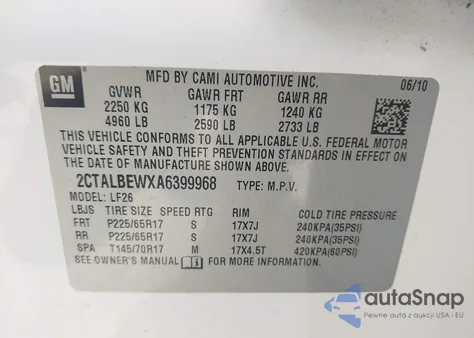 GM
MFD BY CAMI AUTOMOTIVE INC.
06/10
GVWR GAWR FRT GAWR RR
2250 KG 1175 KG 1240 KG
4960 LB 2590 LB 2733 LB
THIS VEHICLE CONFORMS TO ALL APPLICABLE U.S. FEDERAL MOTOR
VEHICLE SAFETY AND THEFT PREVENTION STANDARDS IN EFFECT ON
THE DATE OF MANUFACTURE SHOWN ABOVE.
2CTALBEWXA6399968 TYPE: M.P.V.
MODEL: LF26
LBJS TIRE SIZE SPEED RTG RIM COLD TIRE PRESSURE
FRT P225/65R17 S 17X7J 240KPA(35PSI)
RR P225/65R17 S 17X7J 240KPA(35PSI)
SPA T145/70R17 M 17X4.5T 420KPA(60PSI)
SEE OWNER'S MANUAL FOR MORE INFORMATION
autoSnap
Pewne auta z aukcji USA i EU